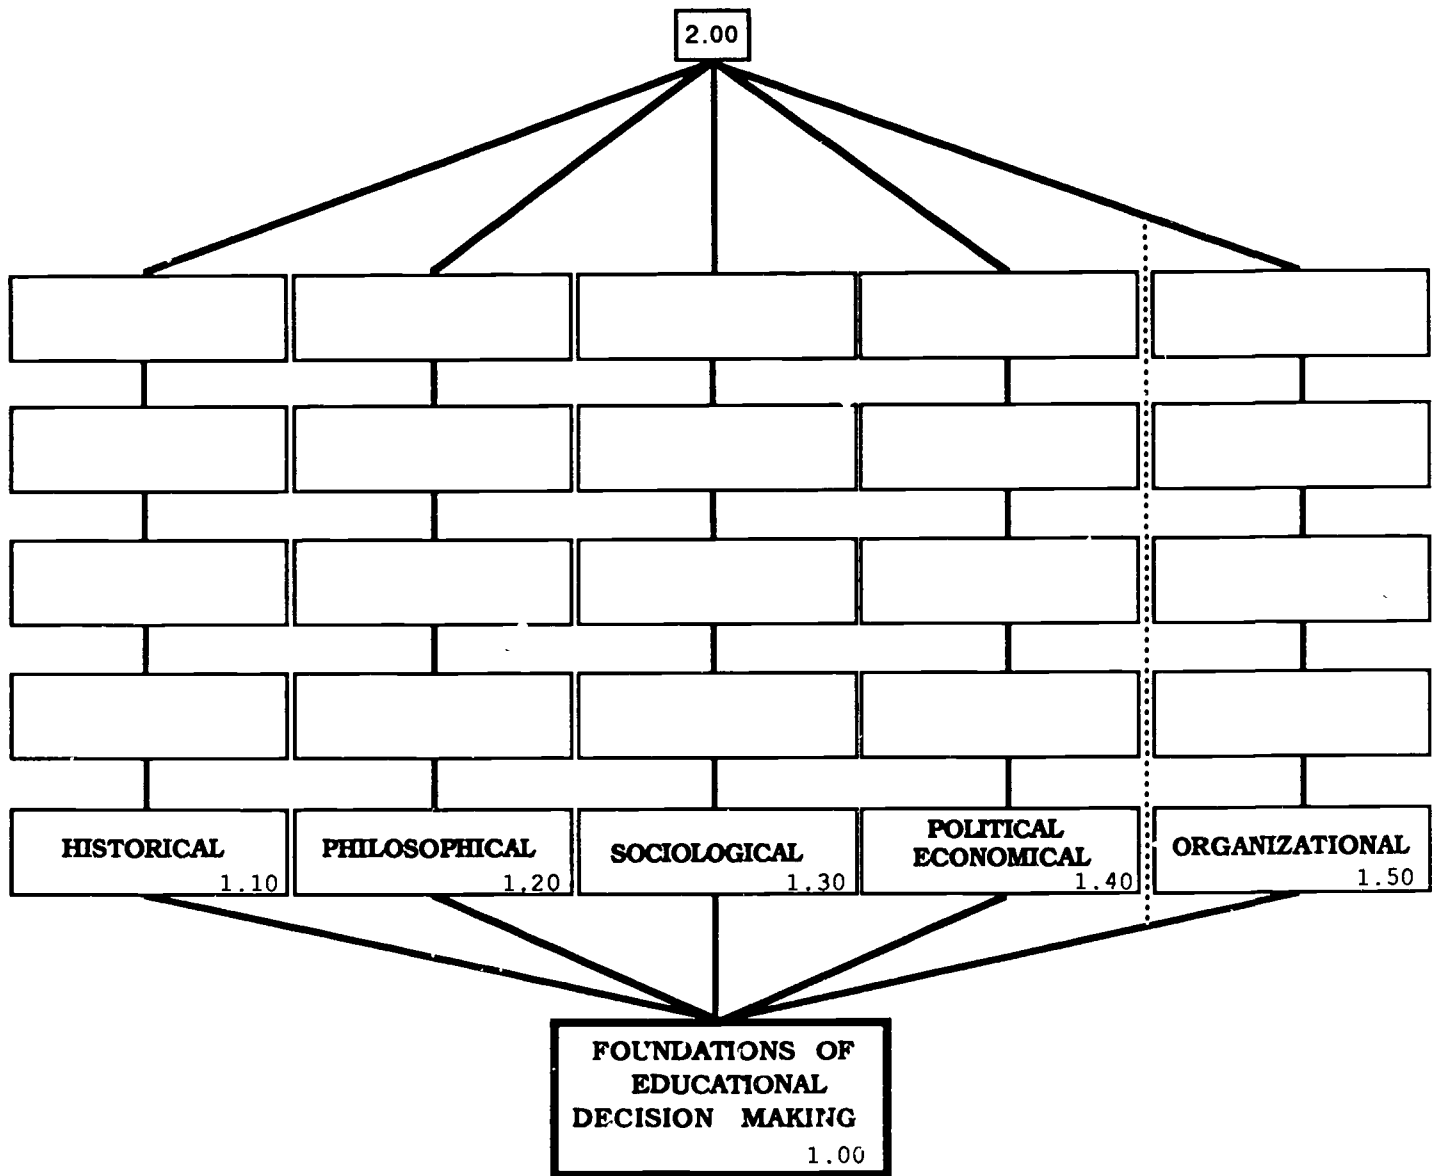 2.00
HISTORICAL
1.10
PHILOSOPHICAL
1,20
SOCIOLOGICAL
1,30
POLITICAL
ECONOMICAL
1.40
ORGANIZATIONAL
1.50
FOUNDATIONS OF
EDUCATIONAL
DECISION MAKING
1.00